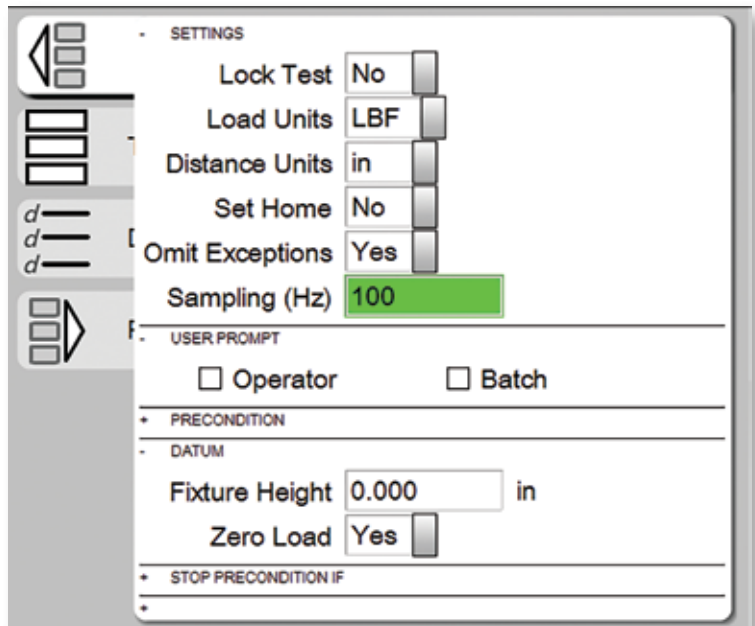 - SETTINGS
Lock Test No
Load Units LBF
Distance Units in
Set Home No
Omit Exceptions Yes
Sampling (Hz) 100
- USER PROMPT
Operator Batch
+ PRECONDITION
- DATUM
Fixture Height 0.000 in
Zero Load Yes
+ STOP PRECONDITION IF
+
d
d
d